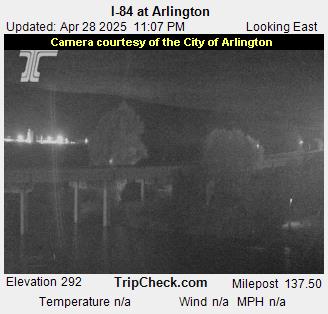 I-84 at Arlington
Updated: Apr 28 2025 11:07 PM Looking East
Camera courtesy of the City of Arlington
Elevation 292 TripCheck.com Milepost 137.50
Temperature n/a Wind n/a MPH n/a